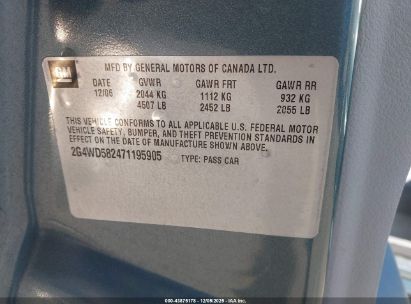 GM MFD BY GENERAL MOTORS OF CANADA LTD.
DATE GVWR GAWR FRT GAWR RR
12/06 2044 KG 1112 KG 932 KG
4507 LB 2452 LB 2055 LB
THIS VEHICLE CONFORMS TO ALL APPLICABLE U.S. FEDERAL MOTOR
VEHICLE SAFETY, BUMPER, AND THEFT PREVENTION STANDARDS IN
EFFECT ON THE DATE OF MANUFACTURE SHOWN ABOVE.
2G4WD582471195905 TYPE: PASS CAR